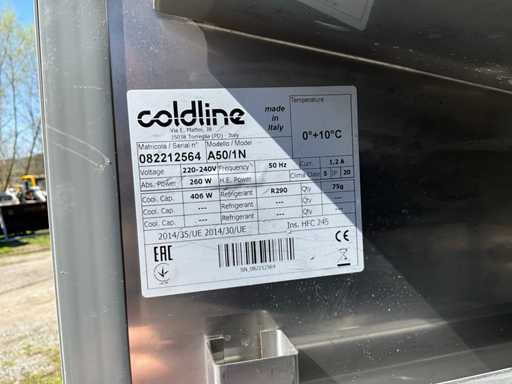 coldline
Via E. Mattei, 38
35038 Torreglia (PD) - Italy
made in Italy
Temperature
0°+10°C
Matricola / Serial n° Modello / Model
082212564 A50/1N
Voltage 220-240V Frequency 50 Hz Curr. 1,2 A
Abs. Power 260 W H.E. Power --- Clima Class 5 IP 20
Cool. Cap. 406 W Refrigerant R290 Qty 75g
Cool. Cap. --- Refrigerant --- Qty ---
Cool. Cap. --- Refrigerant --- Qty ---
2014/35/UE 2014/30/UE Ins. HFC 245
EAC
CE
SN_082212564